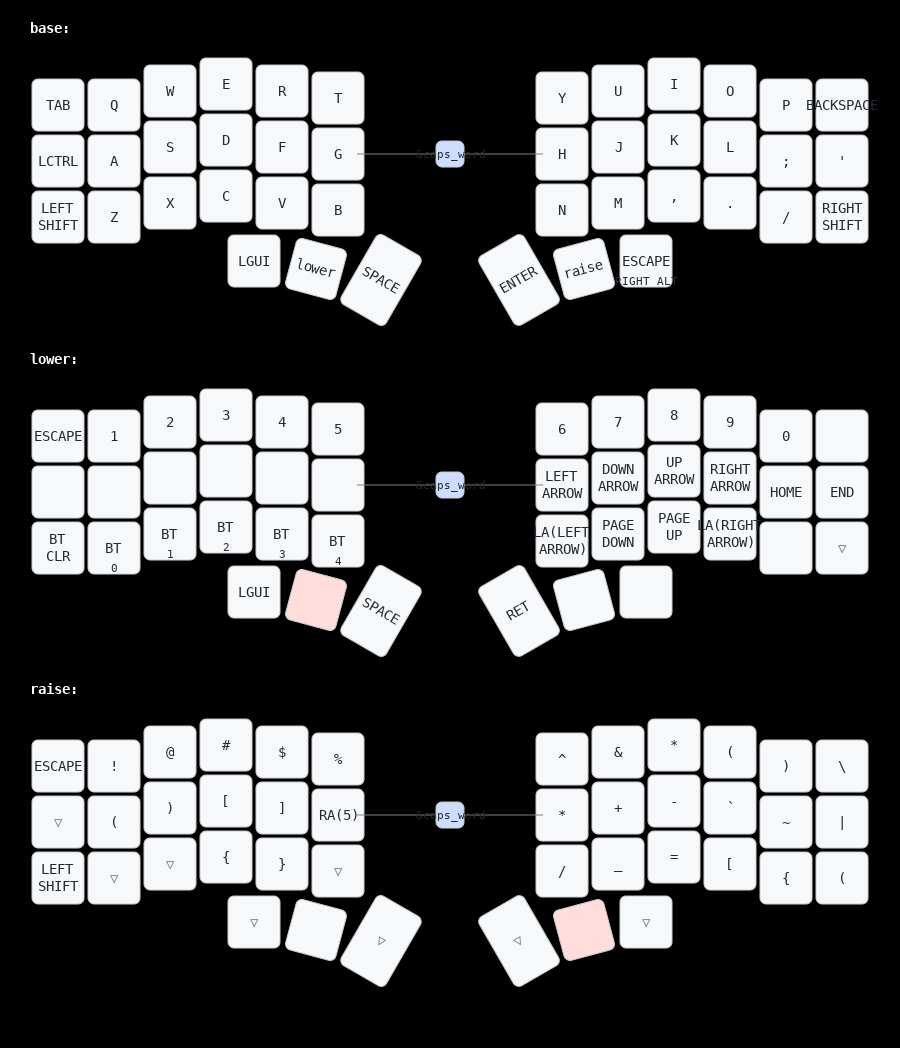 base:
TAB Q W E R T Y U I O P BACKSPACE
LCTRL A S D F G &caps_word H J K L ; '
LEFT SHIFT Z X C V B N M , . / RIGHT SHIFT
LGUI lower SPACE ENTER raise ESCAPE RIGHT ALT
lower:
ESCAPE 1 2 3 4 5 6 7 8 9 0
&caps_word LEFT ARROW DOWN ARROW UP ARROW RIGHT ARROW HOME END
BT CLR BT 0 BT 1 BT 2 BT 3 BT 4 LA(LEFT ARROW) PAGE DOWN PAGE UP LA(RIGHT ARROW) ▽
LGUI SPACE RET
raise:
ESCAPE ! @ # $ % ^ & * ( ) \
▽ ( ) [ ] RA(5) &caps_word * + - ` ~ |
LEFT SHIFT ▽ ▽ { } ▽ / _ = [ { (
▽ ▷ ◁ ▽